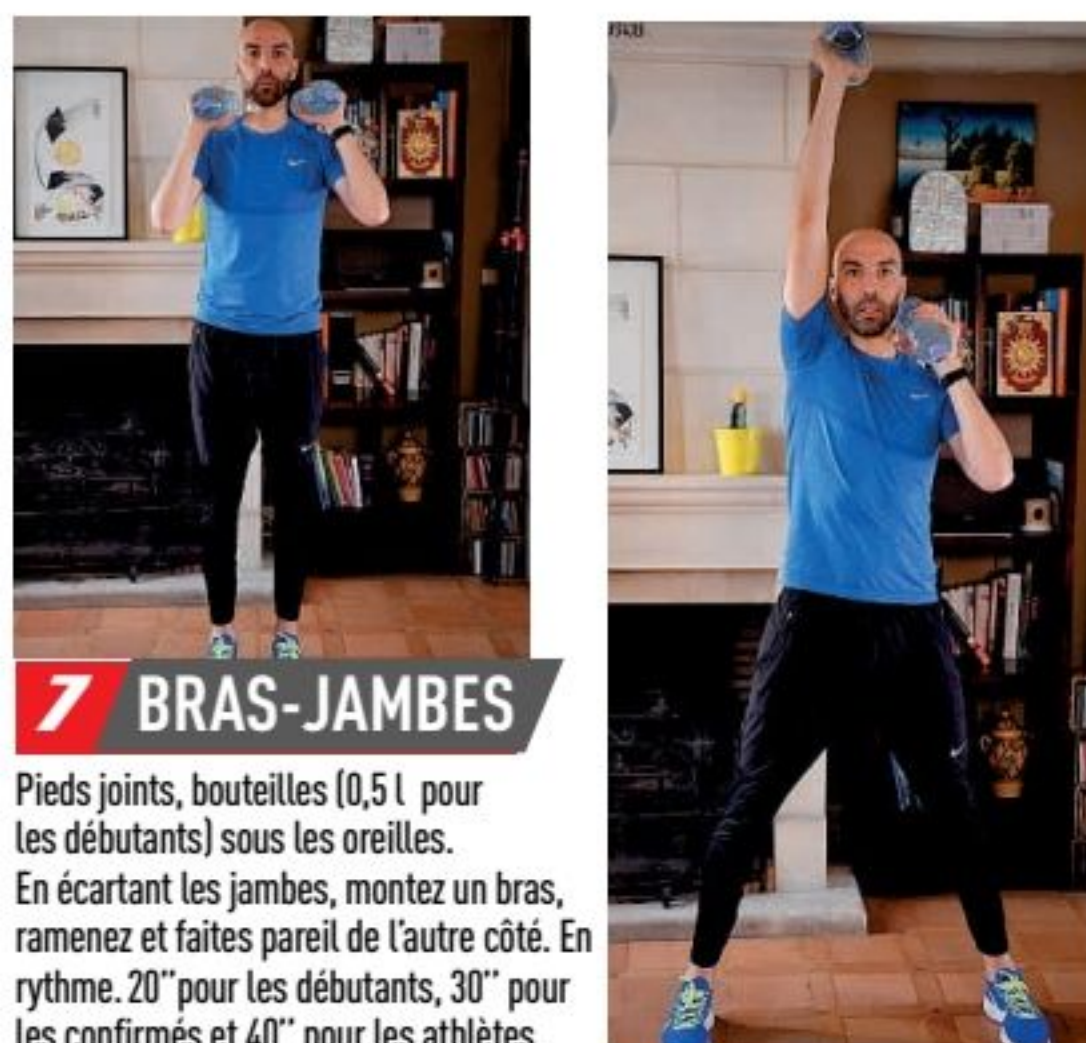 7 BRAS-JAMBES
Pieds joints, bouteilles (0,5 l pour
les débutants) sous les oreilles.
En écartant les jambes, montez un bras,
ramenez et faites pareil de l'autre côté. En
rythme. 20’’pour les débutants, 30’’ pour
les confirmés et 40’’ pour les athlètes